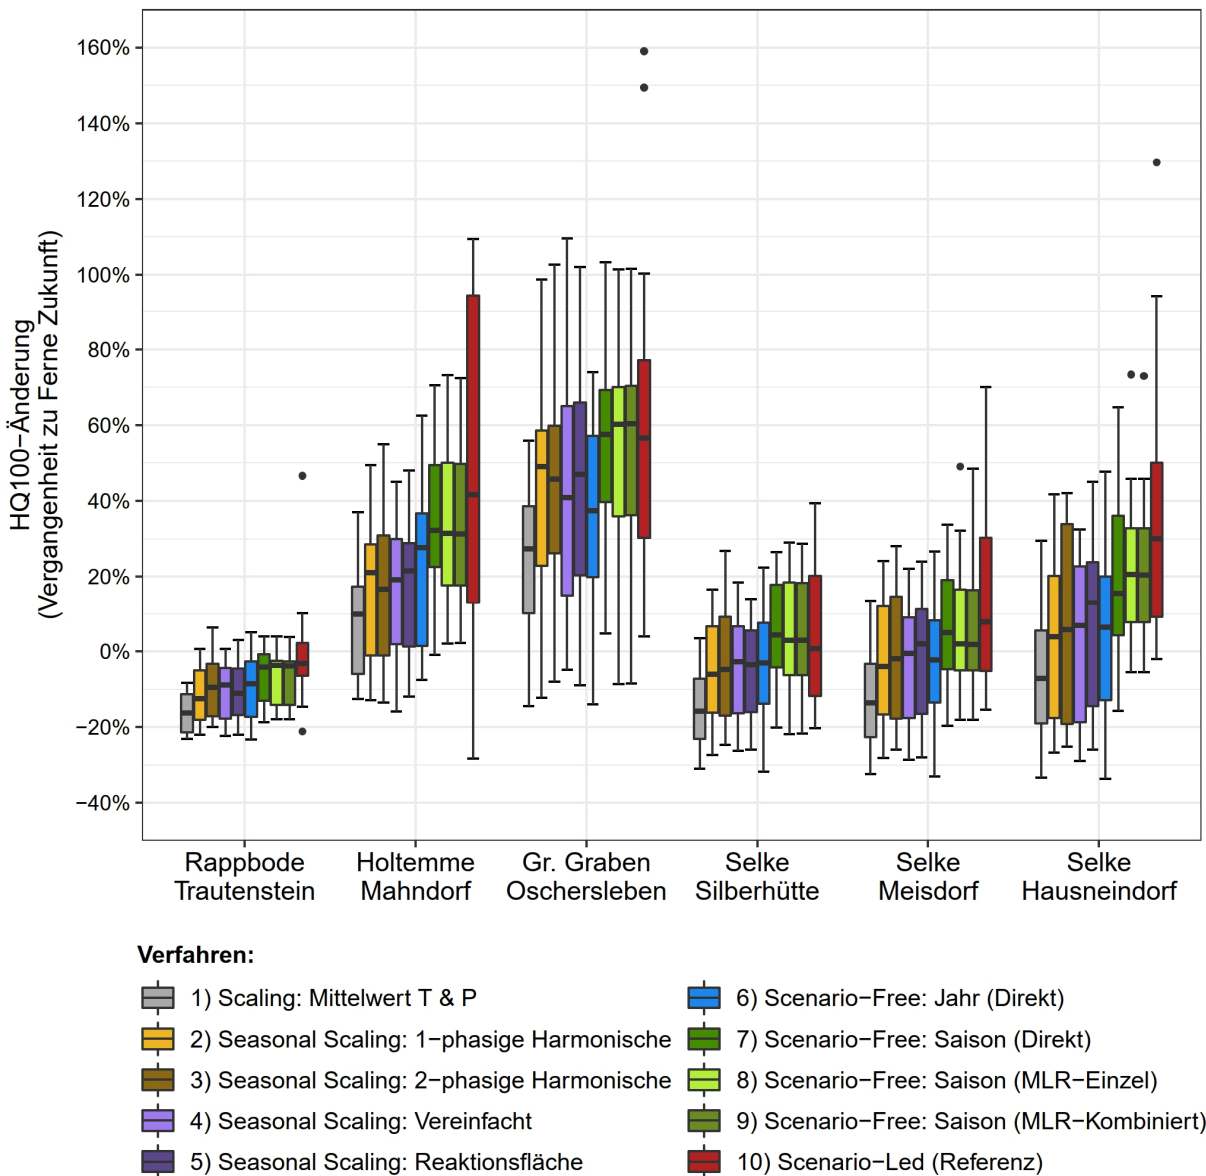 HQ100−Änderung
(Vergangenheit zu Ferne Zukunft)
160%
140%
120%
100%
80%
60%
40%
20%
0%
−20%
−40%
Rappbode
Trautenstein
Holtemme
Mahndorf
Gr. Graben
Oschersleben
Selke
Silberhütte
Selke
Meisdorf
Selke
Hausneindorf
Verfahren:
1) Scaling: Mittelwert T & P
2) Seasonal Scaling: 1−phasige Harmonische
3) Seasonal Scaling: 2−phasige Harmonische
4) Seasonal Scaling: Vereinfacht
5) Seasonal Scaling: Reaktionsfläche
6) Scenario−Free: Jahr (Direkt)
7) Scenario−Free: Saison (Direkt)
8) Scenario−Free: Saison (MLR−Einzel)
9) Scenario−Free: Saison (MLR−Kombiniert)
10) Scenario−Led (Referenz)